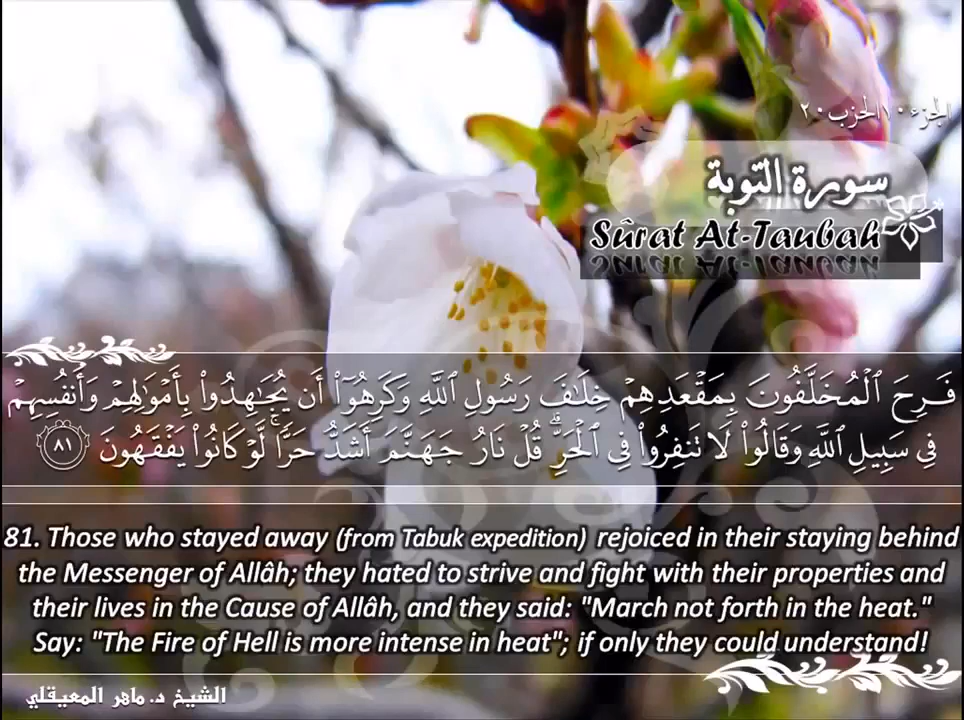 الجزء ١٠ الحزب ٢٠
سورة التوبة
Sûrat At-Taubah
فَرِحَ ٱلْمُخَلَّفُونَ بِمَقْعَدِهِمْ خِلَٰفَ رَسُولِ ٱللَّهِ وَكَرِهُوٓا۟ أَن يُجَٰهِدُوا۟ بِأَمْوَٰلِهِمْ وَأَنفُسِهِمْ
فِى سَبِيلِ ٱللَّهِ وَقَالُوا۟ لَا تَنفِرُوا۟ فِى ٱلْحَرِّ ۗ قُلْ نَارُ جَهَنَّمَ أَشَدُّ حَرًّا ۚ لَّوْ كَانُوا۟ يَفْقَهُونَ ٨١
81. Those who stayed away (from Tabuk expedition) rejoiced in their staying behind
the Messenger of Allâh; they hated to strive and fight with their properties and
their lives in the Cause of Allâh, and they said: "March not forth in the heat."
Say: "The Fire of Hell is more intense in heat"; if only they could understand!
الشيخ د. ماهر المعيقلي